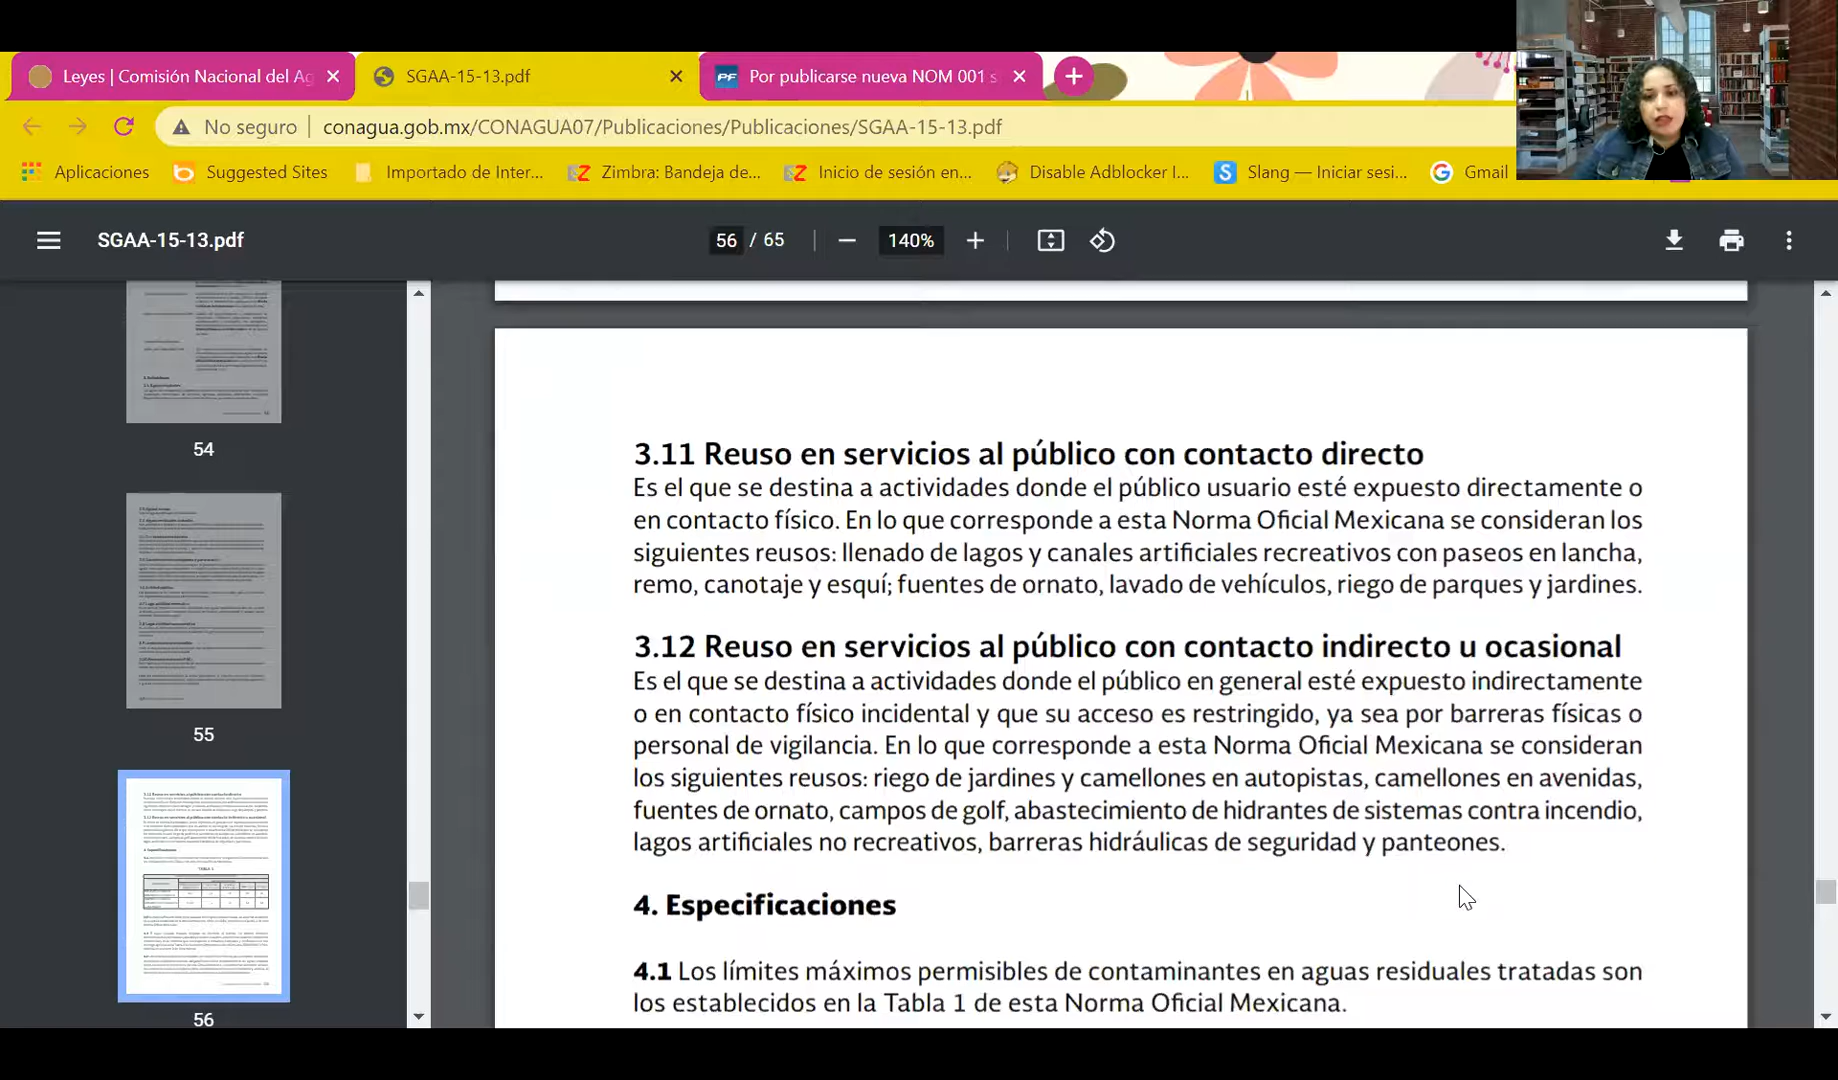 Leyes | Comisión Nacional del Ag
SGAA-15-13.pdf
PF Por publicarse nueva NOM 001 s
No seguro | conagua.gob.mx/CONAGUA07/Publicaciones/Publicaciones/SGAA-15-13.pdf
Aplicaciones Suggested Sites Importado de Inter... Zimbra: Bandeja de... Inicio de sesión en... Disable Adblocker I... Slang — Iniciar sesi... Gmail
SGAA-15-13.pdf 56 / 65 140%
54
55
56
3.11 Reuso en servicios al público con contacto directo
Es el que se destina a actividades donde el público usuario esté expuesto directamente o
en contacto físico. En lo que corresponde a esta Norma Oficial Mexicana se consideran los
siguientes reusos: llenado de lagos y canales artificiales recreativos con paseos en lancha,
remo, canotaje y esquí; fuentes de ornato, lavado de vehículos, riego de parques y jardines.
3.12 Reuso en servicios al público con contacto indirecto u ocasional
Es el que se destina a actividades donde el público en general esté expuesto indirectamente
o en contacto físico incidental y que su acceso es restringido, ya sea por barreras físicas o
personal de vigilancia. En lo que corresponde a esta Norma Oficial Mexicana se consideran
los siguientes reusos: riego de jardines y camellones en autopistas, camellones en avenidas,
fuentes de ornato, campos de golf, abastecimiento de hidrantes de sistemas contra incendio,
lagos artificiales no recreativos, barreras hidráulicas de seguridad y panteones.
4. Especificaciones
4.1 Los límites máximos permisibles de contaminantes en aguas residuales tratadas son
los establecidos en la Tabla 1 de esta Norma Oficial Mexicana.